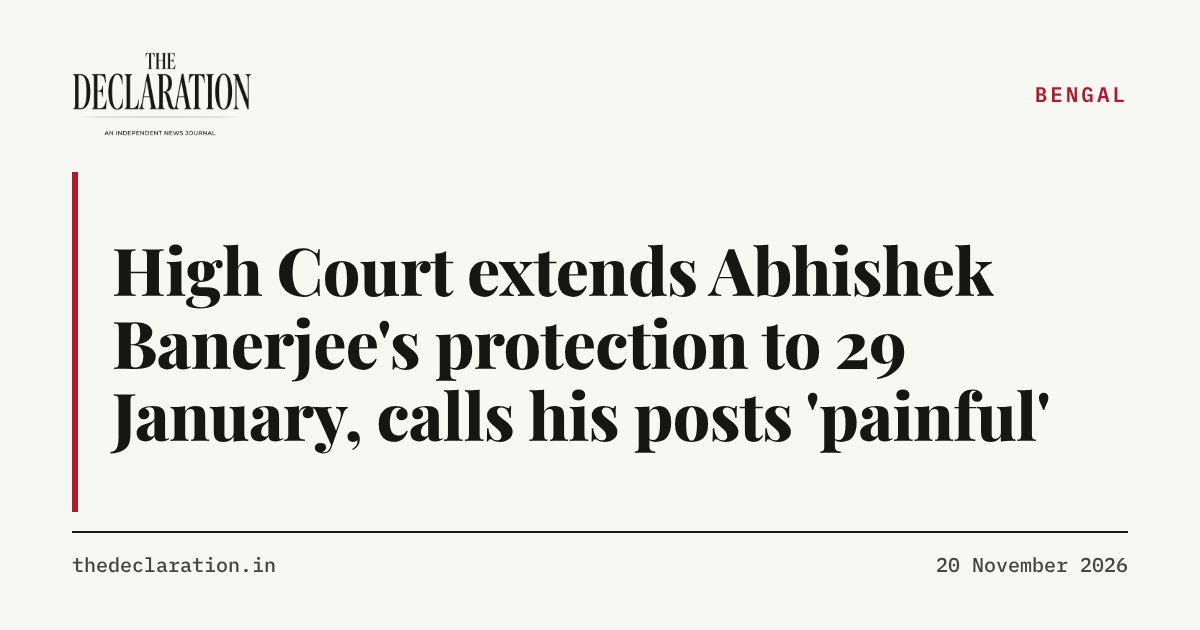 THE
DECLARATION
AN INDEPENDENT NEWS JOURNAL
BENGAL
High Court extends Abhishek
Banerjee's protection to 29
January, calls his posts 'painful'
thedeclaration.in
20 November 2026